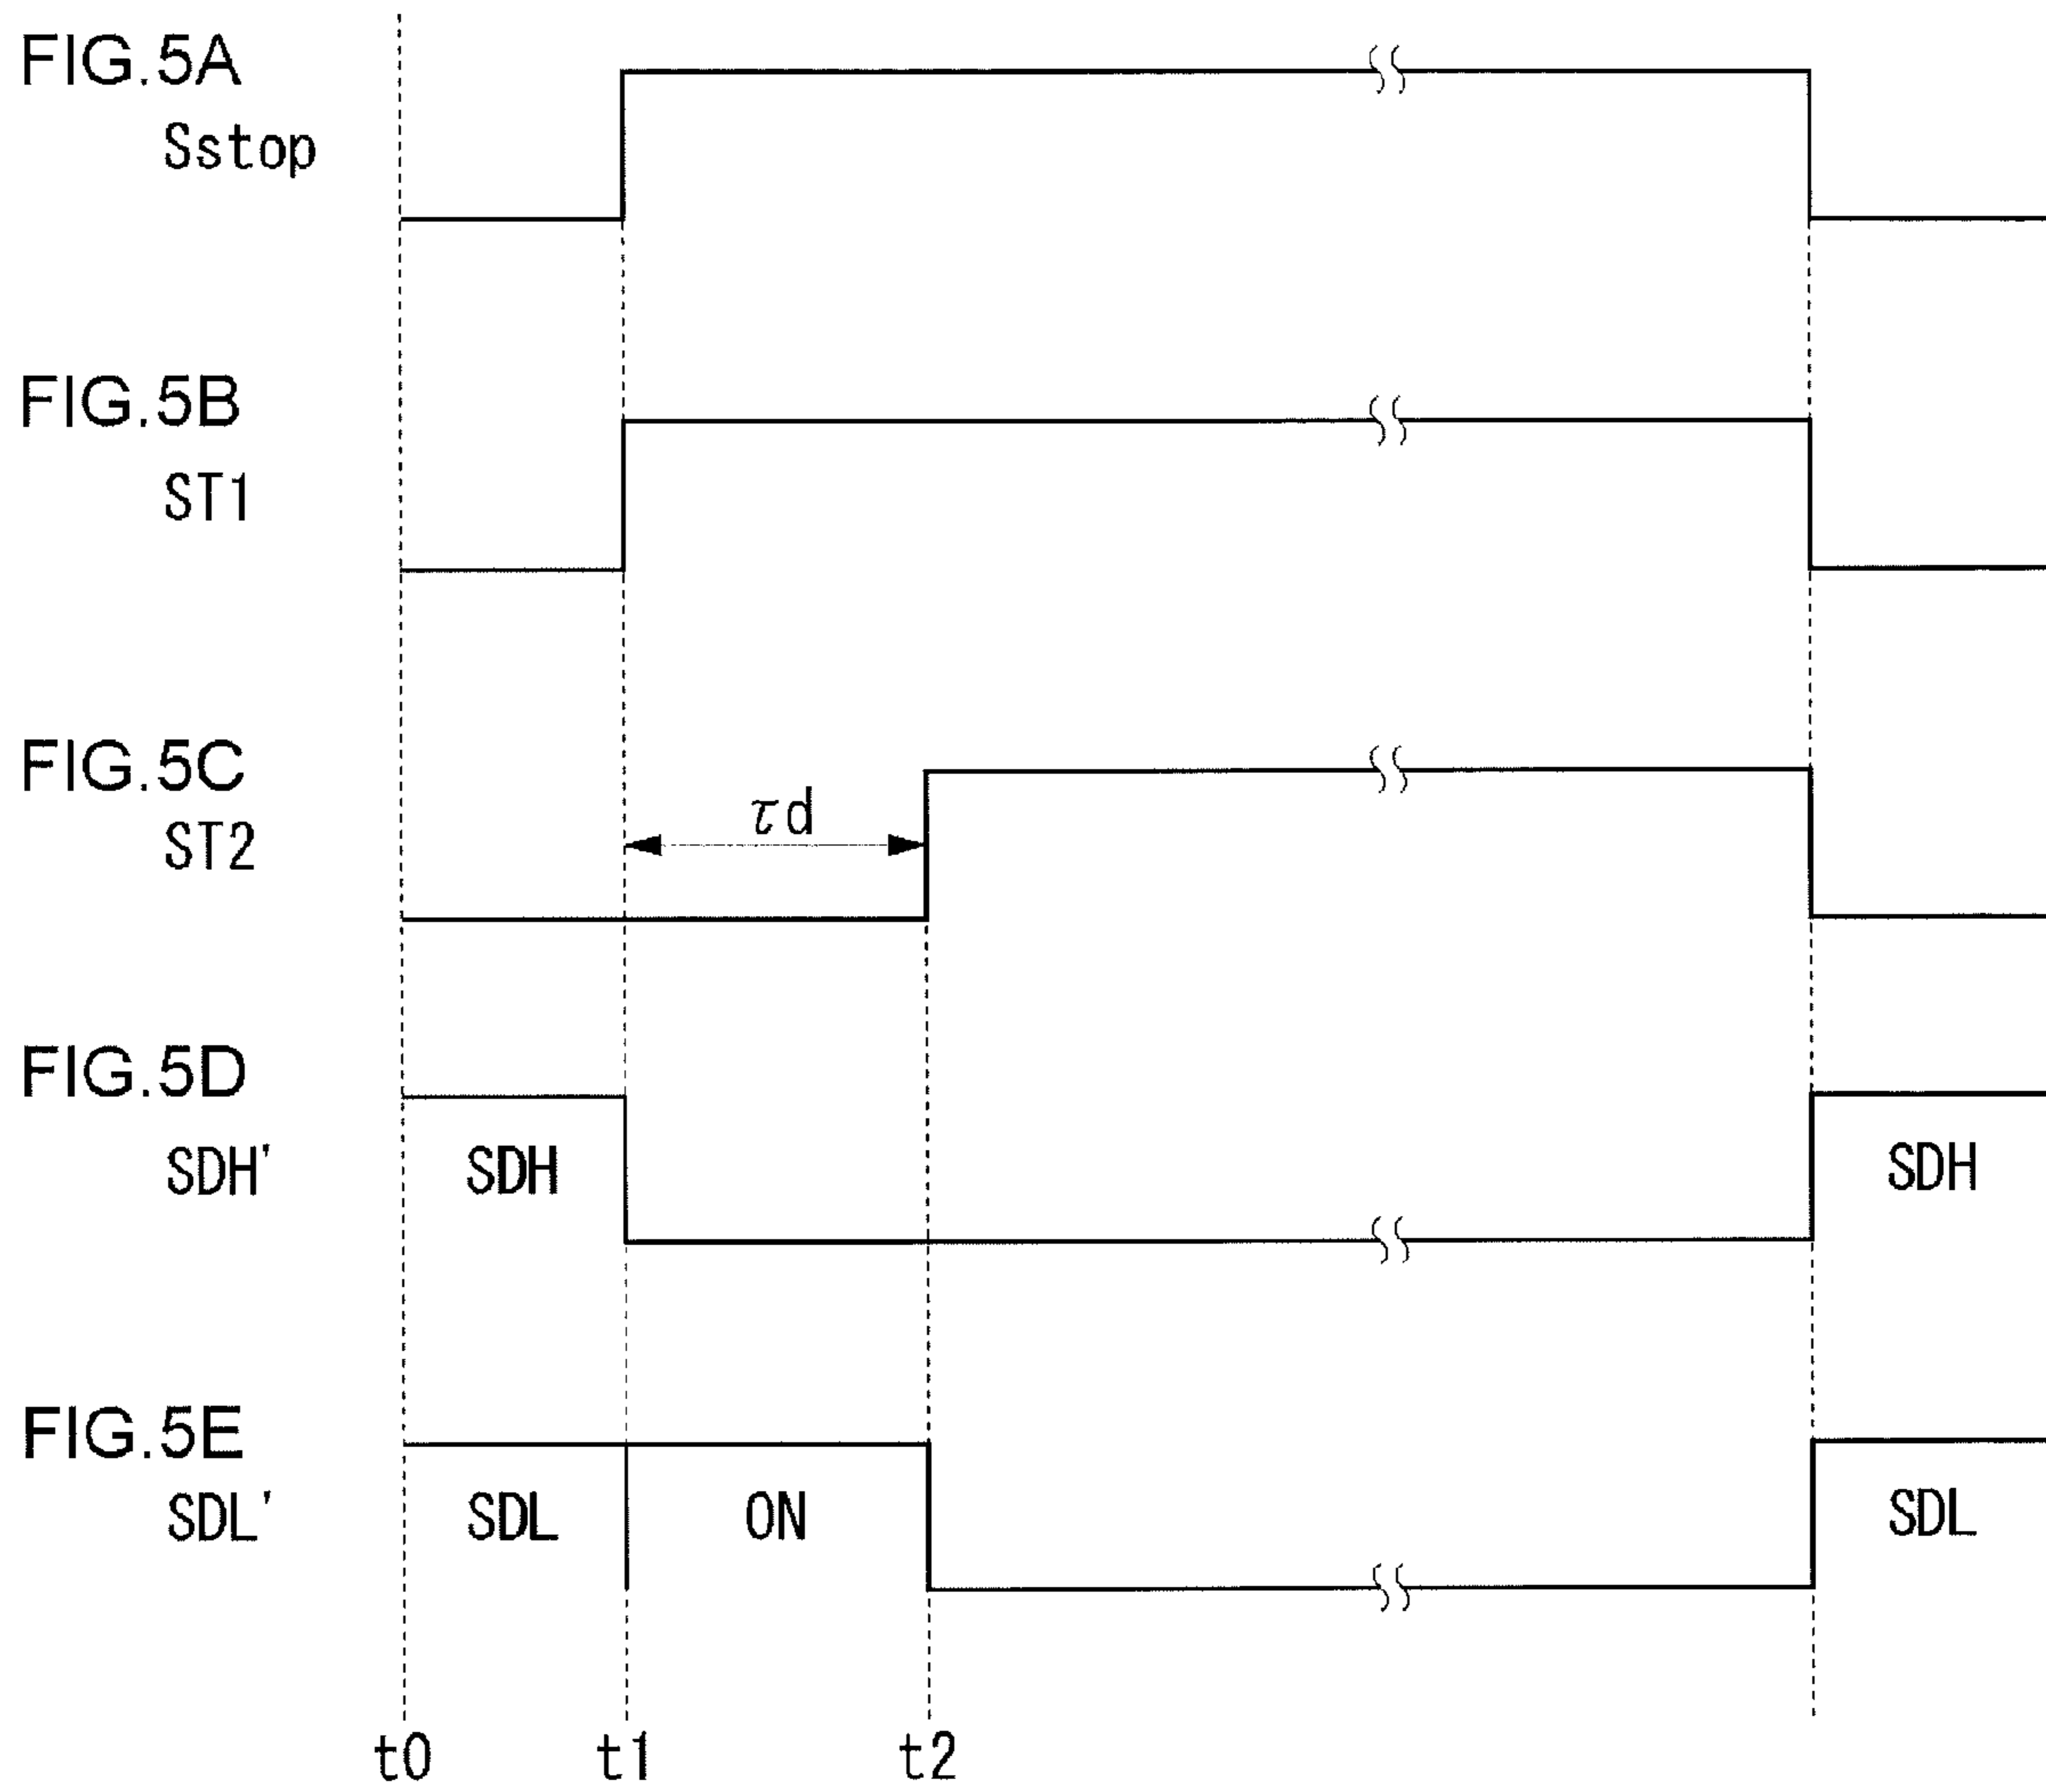 FIG.5A
Sstop
FIG.5B
ST1
FIG.5C
ST2
τd
FIG.5D
SDH'
SDH
SDH
FIG.5E
SDL'
SDL
ON
SDL
t0
t1
t2